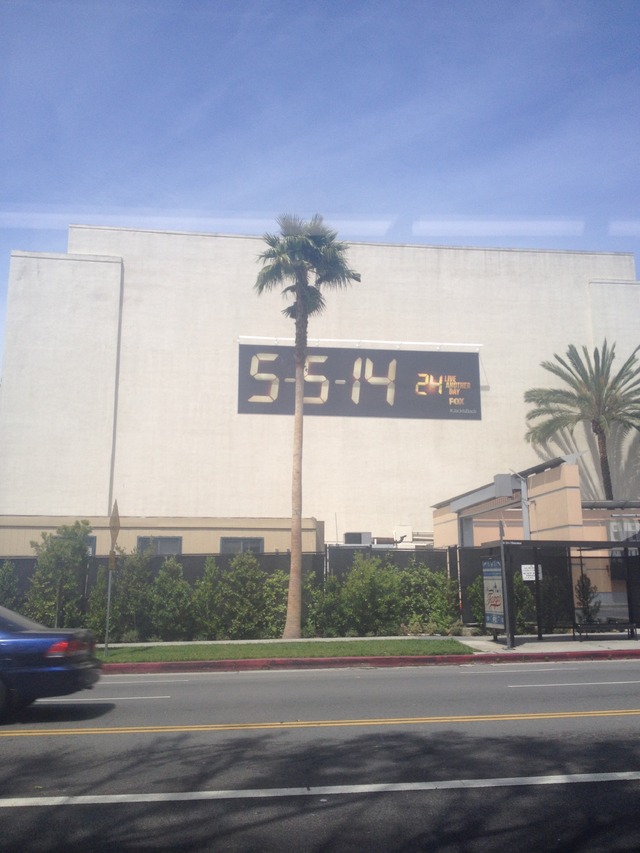 5-5-14
24 LIVE
ANOTHER
DAY
FOX